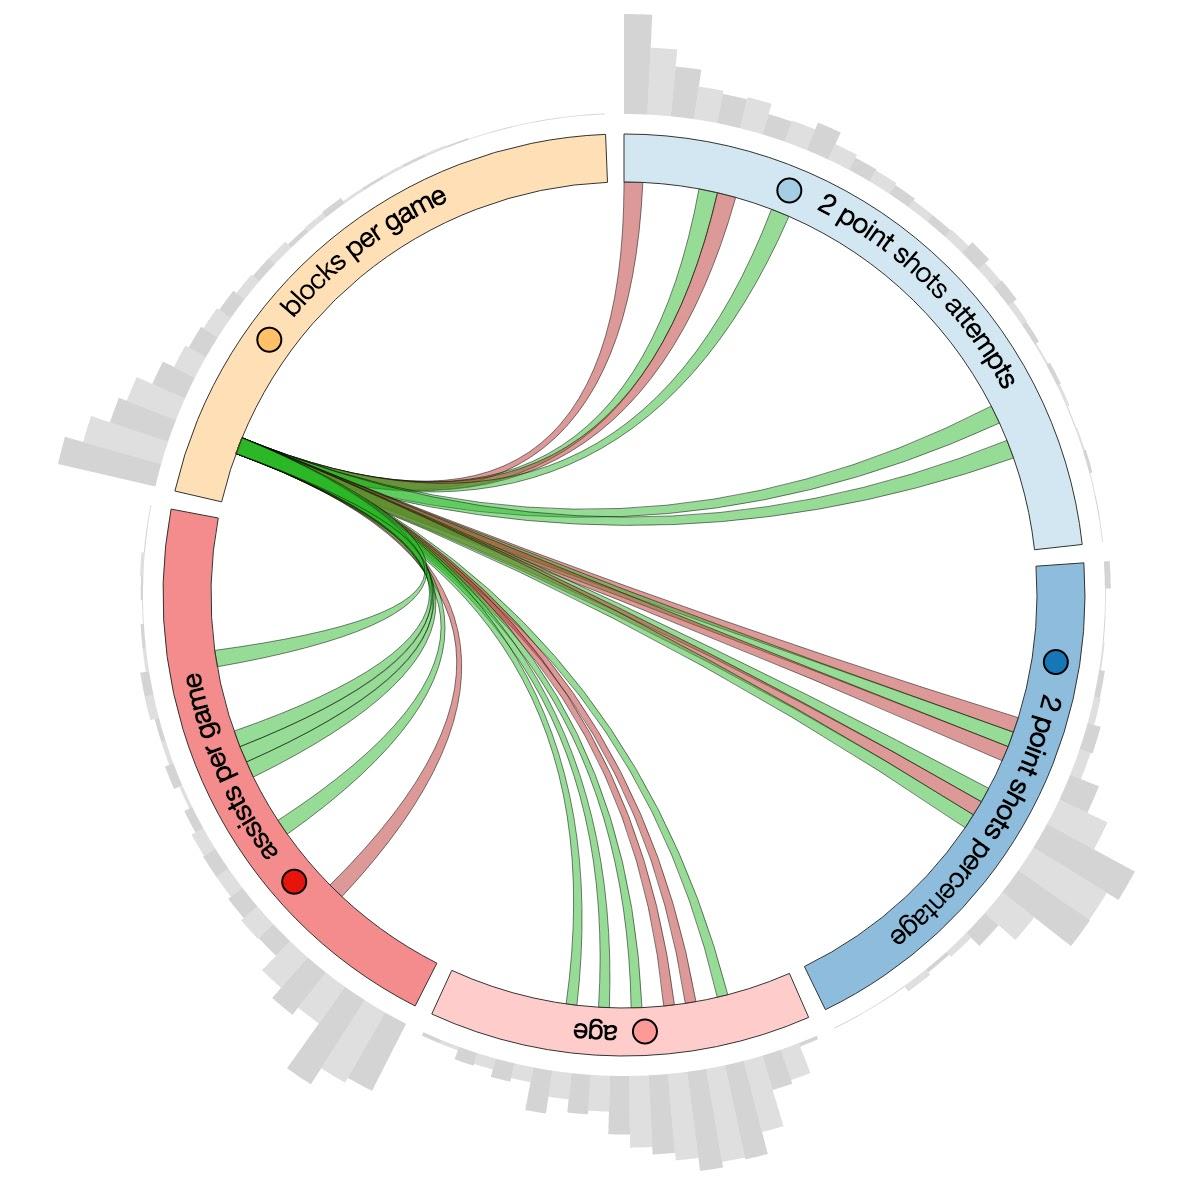 blocks per game
2 point shots attempts
2 point shots percentage
age
assists per game